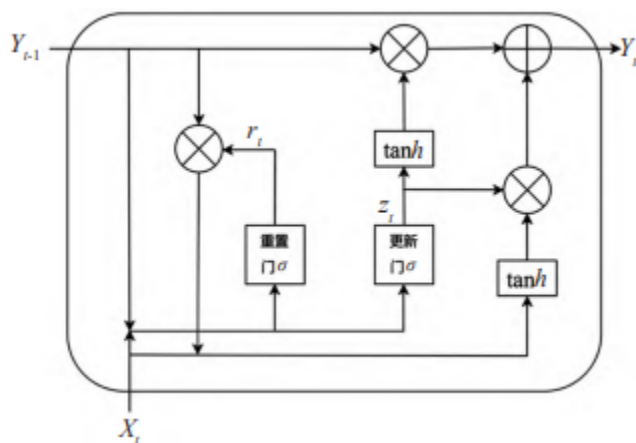 Y_{t-1}
Y_t
r_t
tanh
z_t
重置
门σ
更新
门σ
tanh
X_t